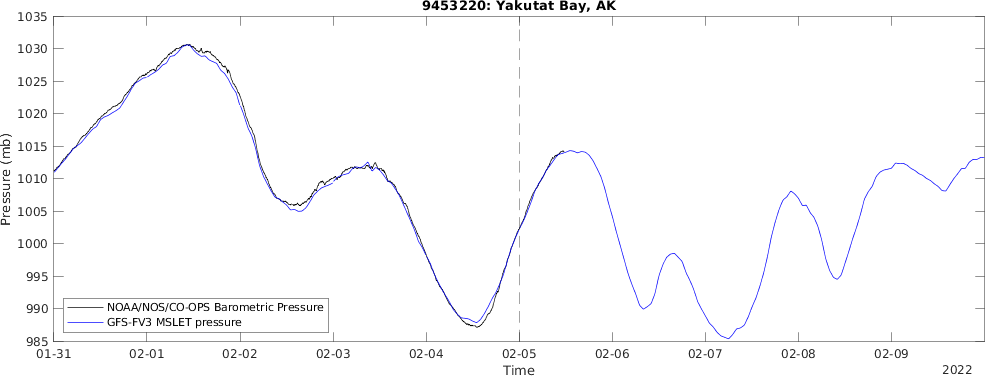 9453220: Yakutat Bay, AK
Pressure (mb)
1035
1030
1025
1020
1015
1010
1005
1000
995
990
985
NOAA/NOS/CO-OPS Barometric Pressure
GFS-FV3 MSLET pressure
01-31 02-01 02-02 02-03 02-04 02-05 02-06 02-07 02-08 02-09
Time
2022